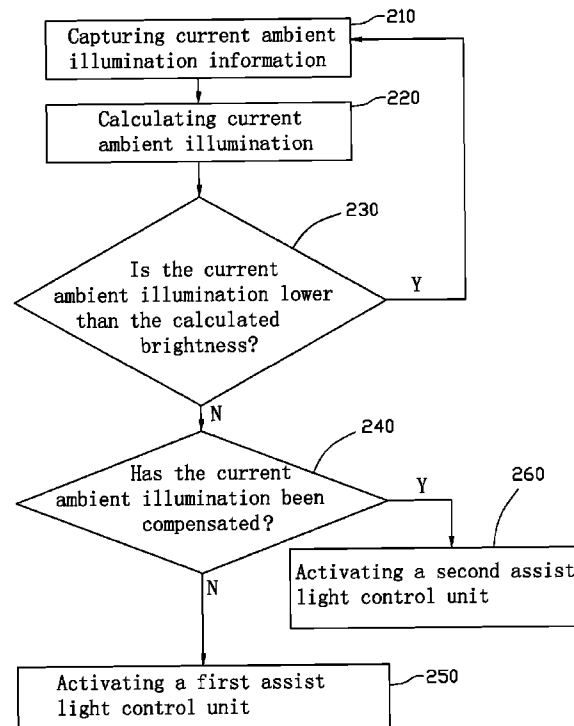 210
Capturing current ambient
illumination information
220
Calculating current
ambient illumination
230
Is the current
ambient illumination lower
than the calculated
brightness?
Y
N
240
Has the current
ambient illumination been
compensated?
Y
260
N
Activating a second assist
light control unit
250
Activating a first assist
light control unit